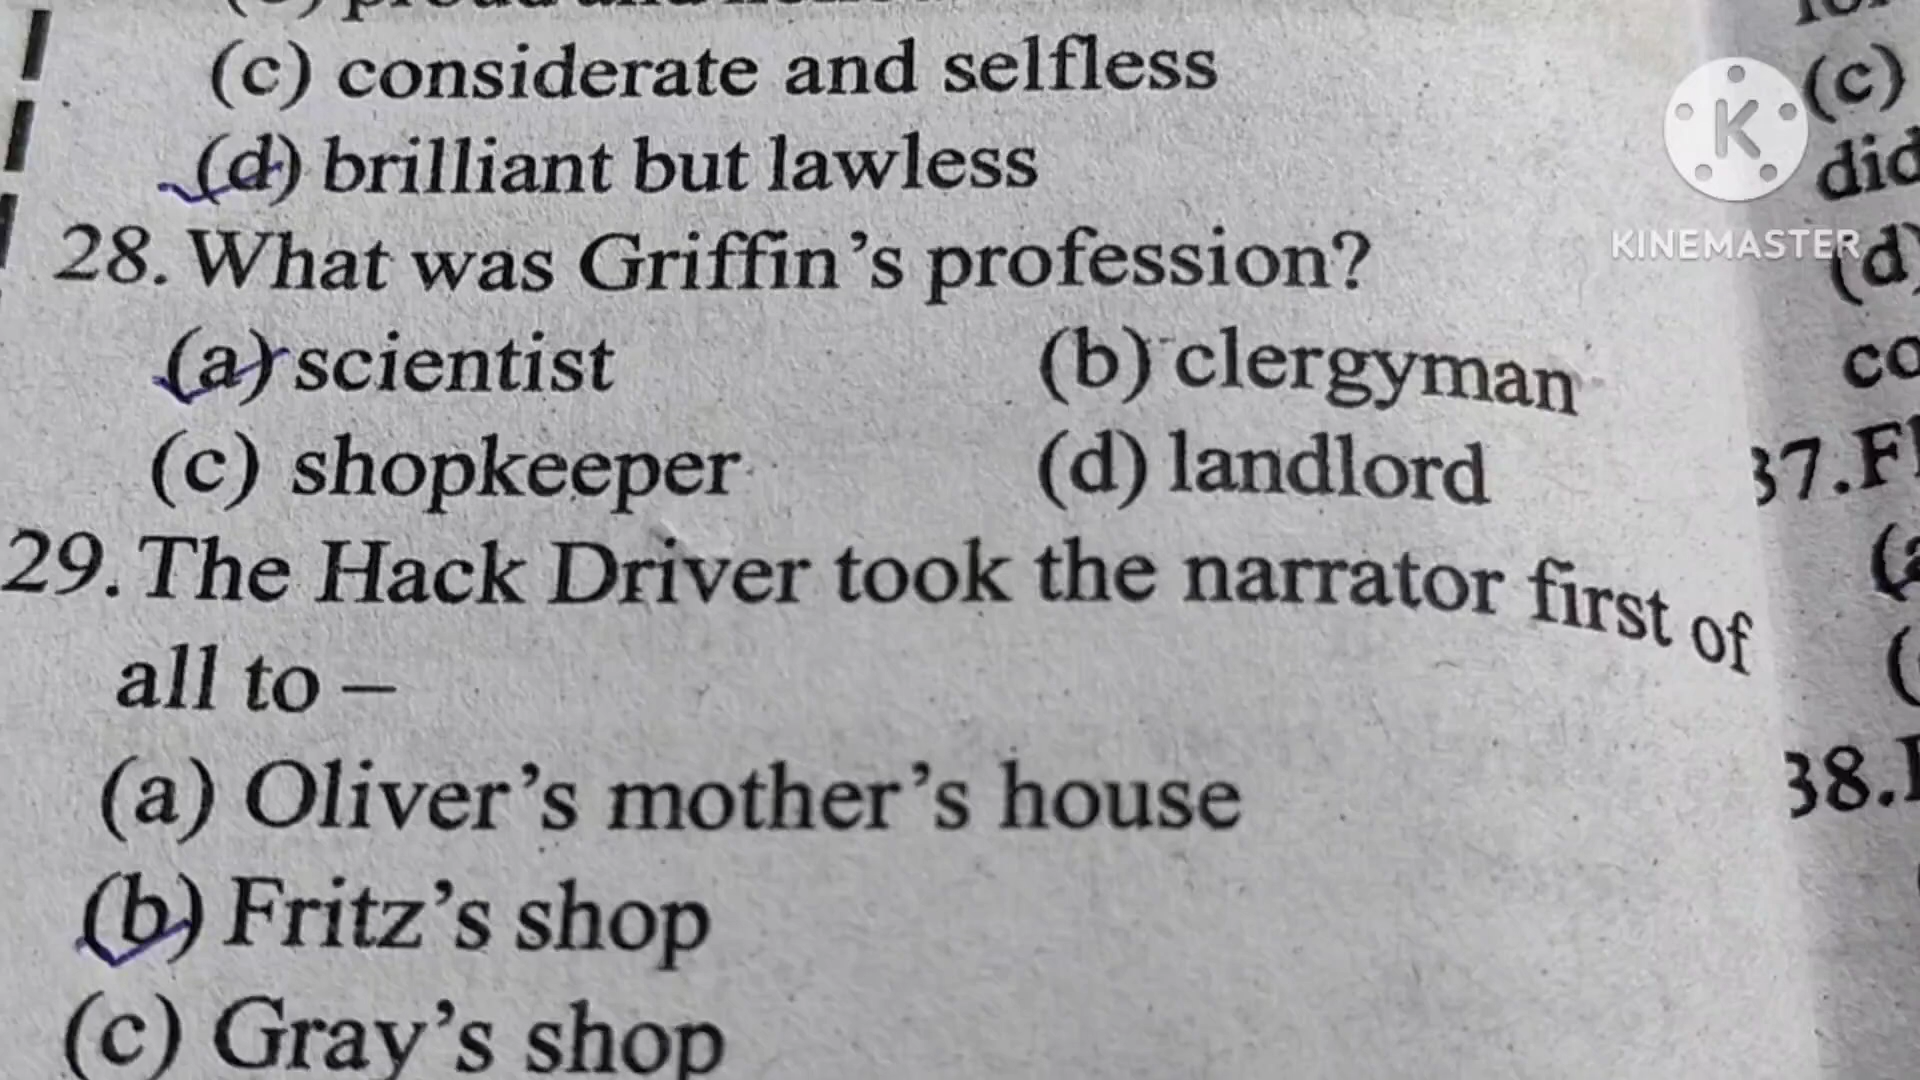 (c) considerate and selfless
(d) brilliant but lawless
28. What was Griffin's profession?
(a) scientist (b) clergyman
(c) shopkeeper (d) landlord
29. The Hack Driver took the narrator first of
all to –
(a) Oliver's mother's house
(b) Fritz's shop
(c) Gray's shop
(c)
did
(d)
co
37.
38.
K
KINEMASTER